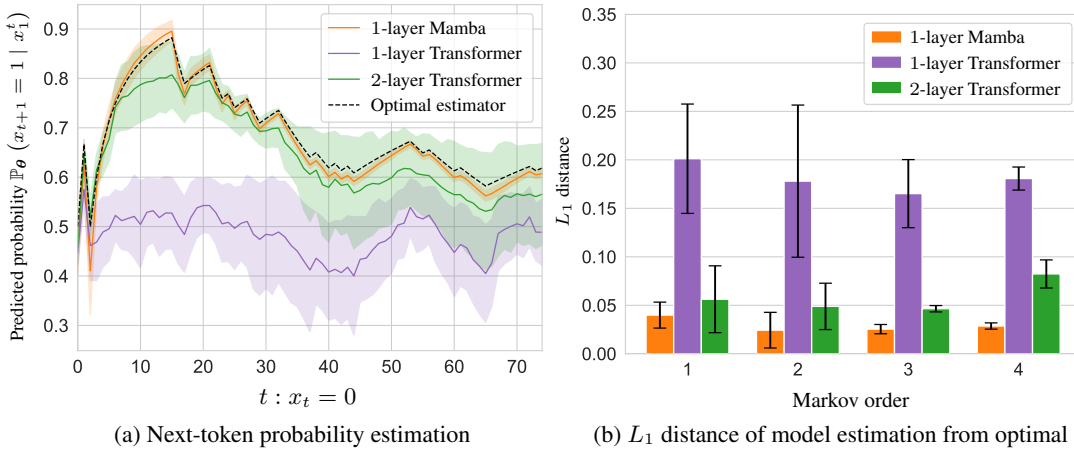 Predicted probability ℙ_θ (x_{t+1} = 1 | x_1^t)
0.9
0.8
0.7
0.6
0.5
0.4
0.3
0 10 20 30 40 50 60 70
t : x_t = 0
1-layer Mamba
1-layer Transformer
2-layer Transformer
Optimal estimator
(a) Next-token probability estimation
L_1 distance
0.35
0.30
0.25
0.20
0.15
0.10
0.05
0.00
1 2 3 4
Markov order
1-layer Mamba
1-layer Transformer
2-layer Transformer
(b) L_1 distance of model estimation from optimal